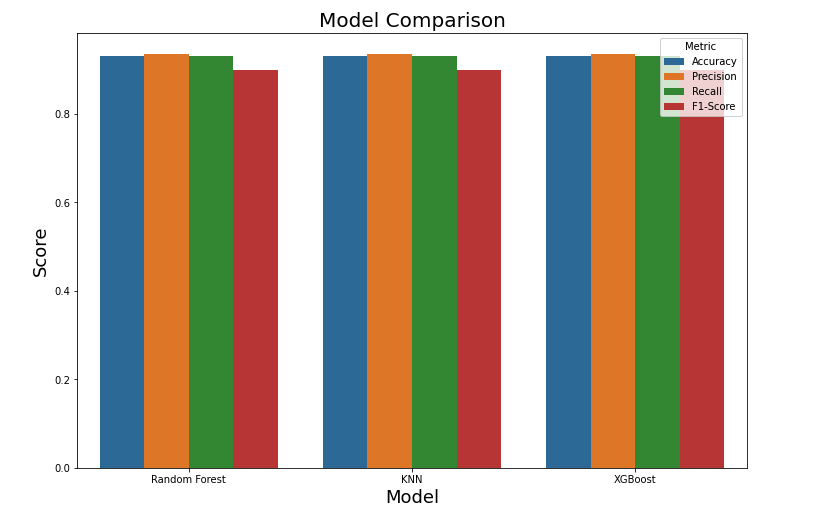 Model Comparison
Metric
Accuracy
Precision
Recall
F1-Score
Score
0.8
0.6
0.4
0.2
0.0
Random Forest
KNN
XGBoost
Model